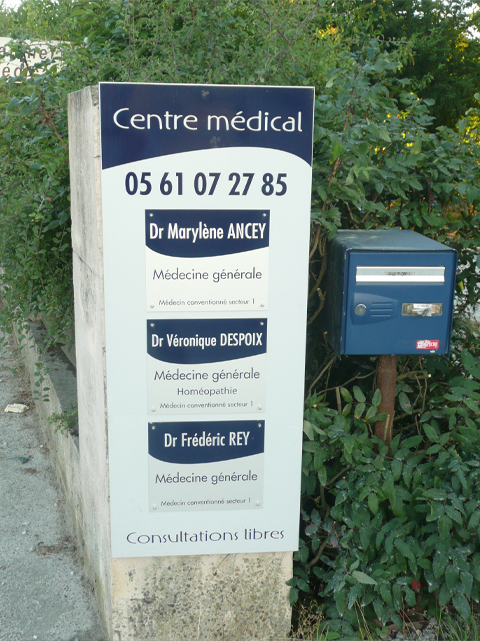 Centre médical
05 61 07 27 85
Dr Marylène ANCEY
Médecine générale
Médecin conventionné secteur 1
Dr Véronique DESPOIX
Médecine générale
Homéopathie
Médecin conventionné secteur 1
Dr Frédéric REY
Médecine générale
Médecin conventionné secteur 1
Consultations libres